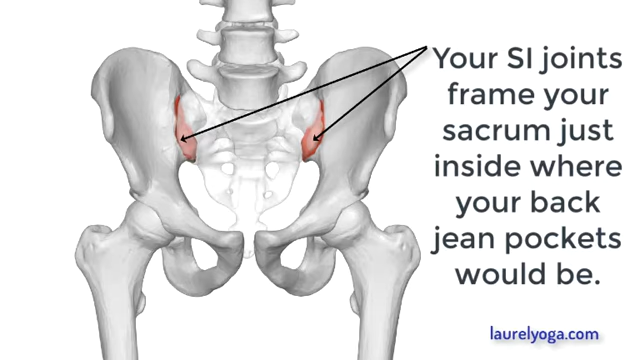 Your SI joints
frame your
sacrum just
inside where
your back
jean pockets
would be.
laurelyoga.com